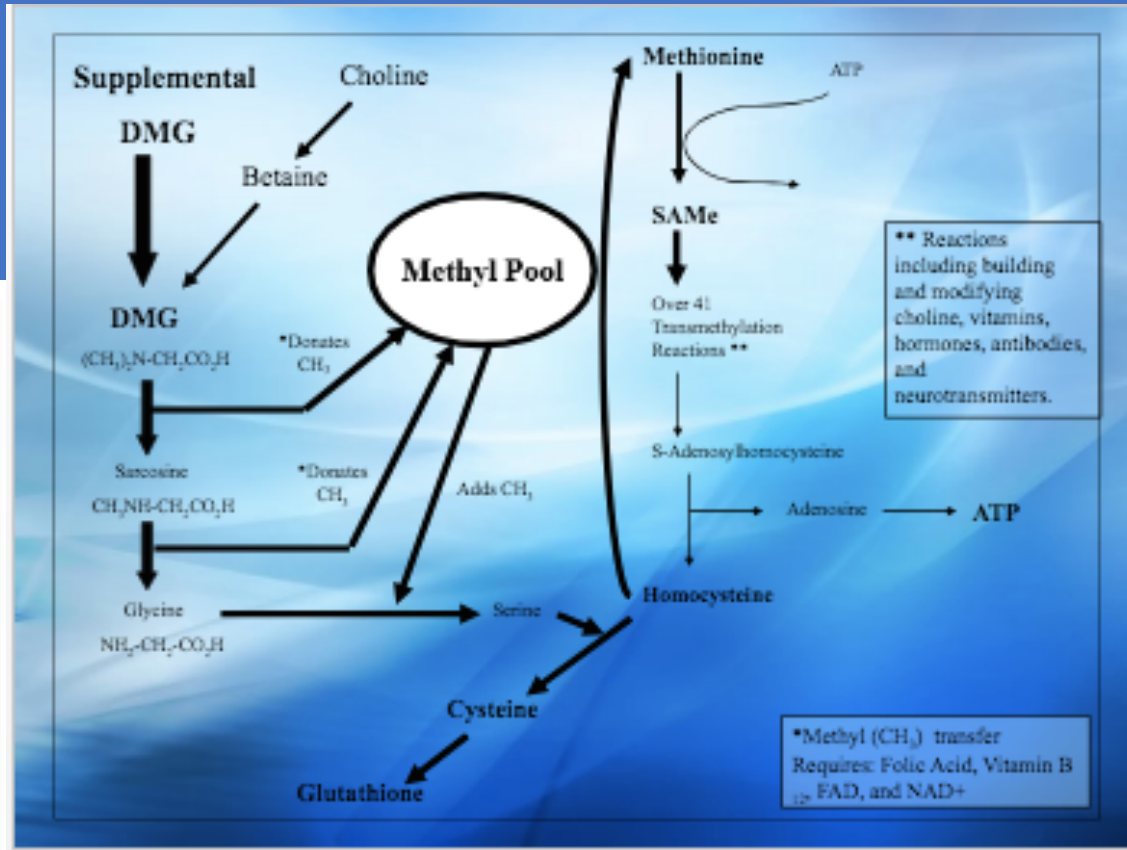 Supplemental
DMG
Choline
Betaine
DMG
(CH₃)₂N-CH₂CO₂H
*Donates
CH₃
Sarcosine
CH₃NH-CH₂CO₂H
*Donates
CH₃
Glycine
NH₂-CH₂-CO₂H
Methyl Pool
Adds CH₃
Serine
Cysteine
Glutathione
Methionine
ATP
SAMe
Over 41
Transmethylation
Reactions **
S-Adenosylhomocysteine
Adenosine
ATP
Homocysteine
** Reactions
including building
and modifying
choline, vitamins,
hormones, antibodies,
and
neurotransmitters.
*Methyl (CH₃) transfer
Requires: Folic Acid, Vitamin B
₁₂, FAD, and NAD+